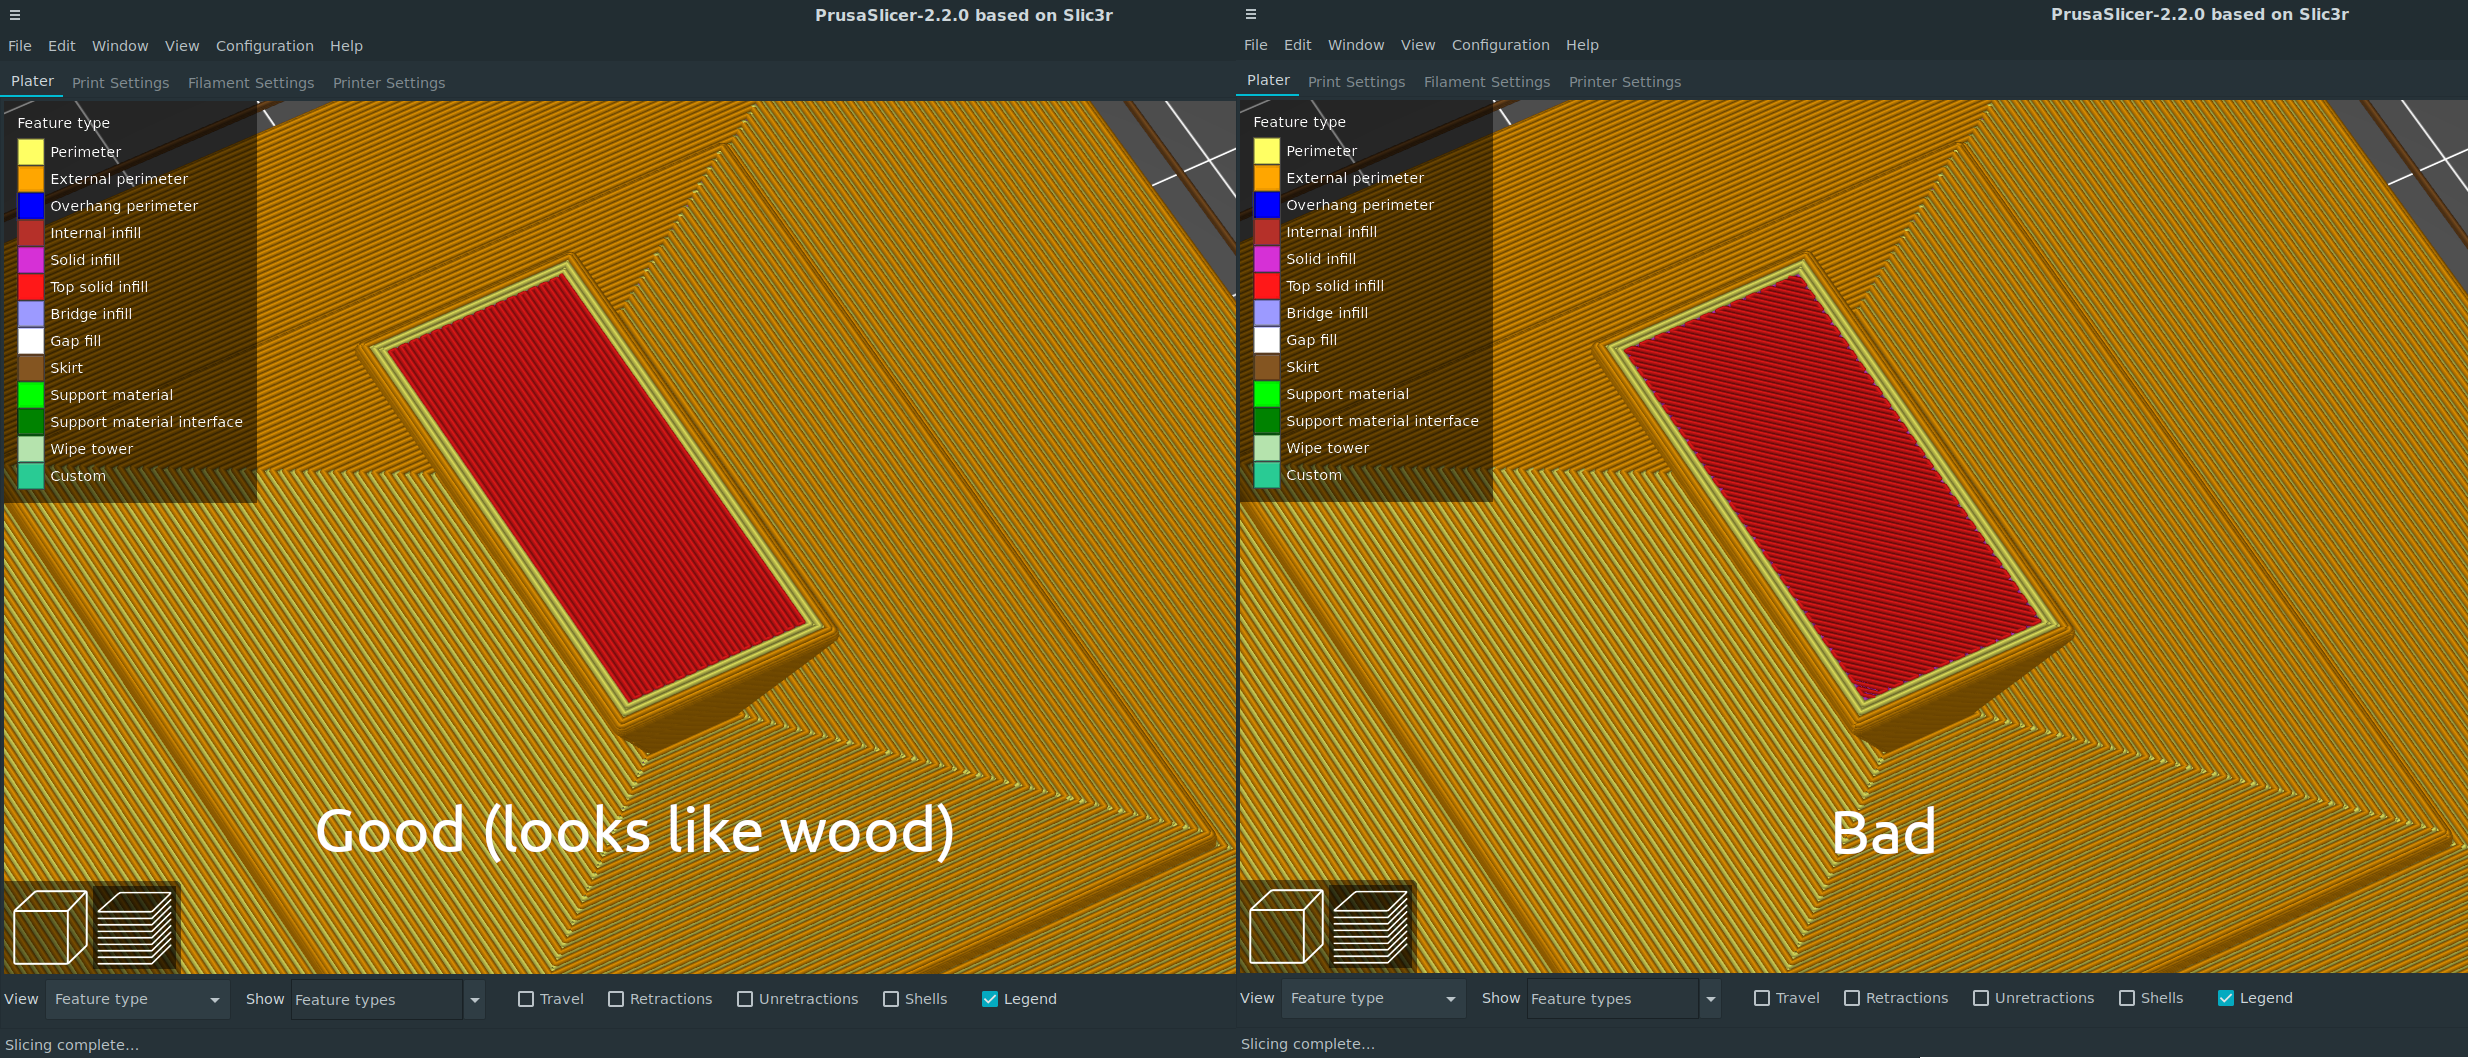 PrusaSlicer-2.2.0 based on Slic3r
File Edit Window View Configuration Help
Plater Print Settings Filament Settings Printer Settings
Feature type
Perimeter
External perimeter
Overhang perimeter
Internal infill
Solid infill
Top solid infill
Bridge infill
Gap fill
Skirt
Support material
Support material interface
Wipe tower
Custom
Good (looks like wood)
View Feature type Show Feature types Travel Retractions Unretractions Shells Legend
Slicing complete...
PrusaSlicer-2.2.0 based on Slic3r
File Edit Window View Configuration Help
Plater Print Settings Filament Settings Printer Settings
Feature type
Perimeter
External perimeter
Overhang perimeter
Internal infill
Solid infill
Top solid infill
Bridge infill
Gap fill
Skirt
Support material
Support material interface
Wipe tower
Custom
Bad
View Feature type Show Feature types Travel Retractions Unretractions Shells Legend
Slicing complete...